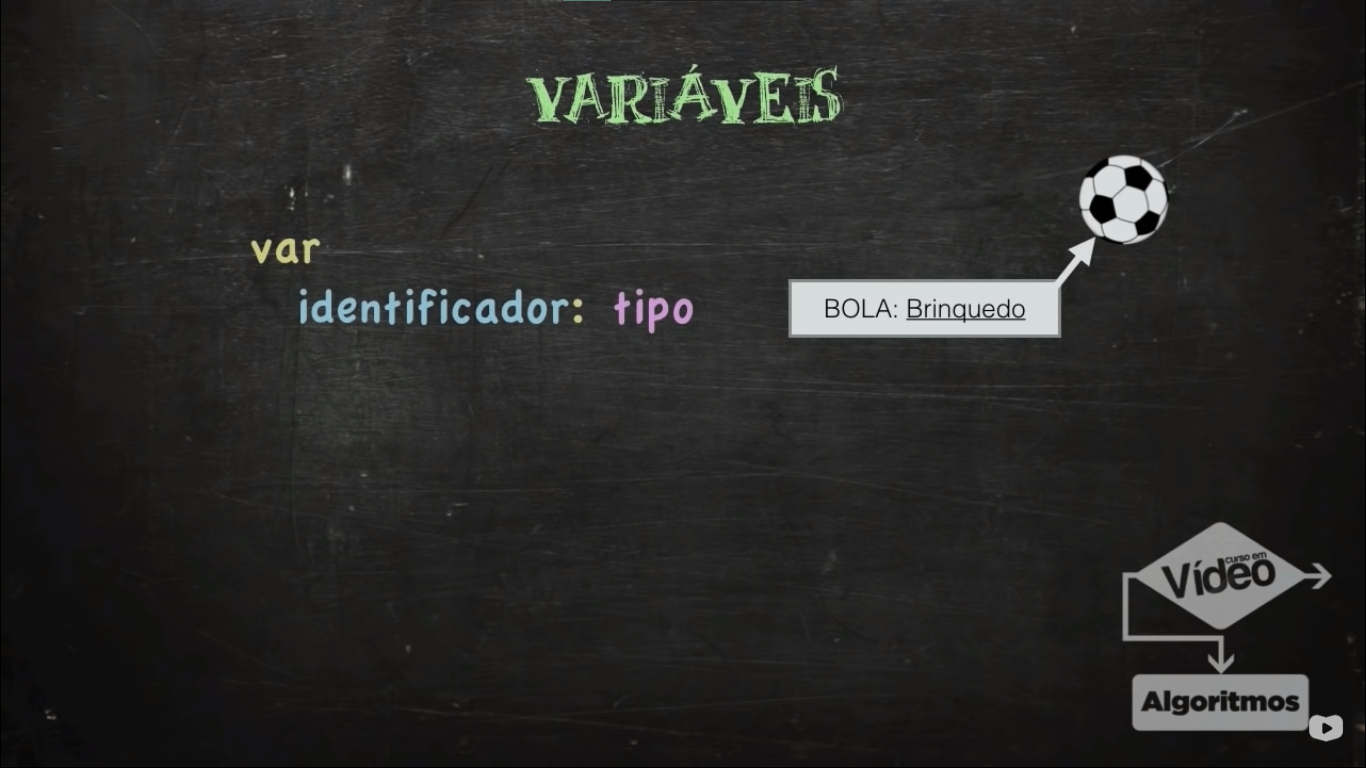 VARIÁVEIS
var
identificador: tipo
BOLA: Brinquedo
curso em
Vídeo
Algoritmos